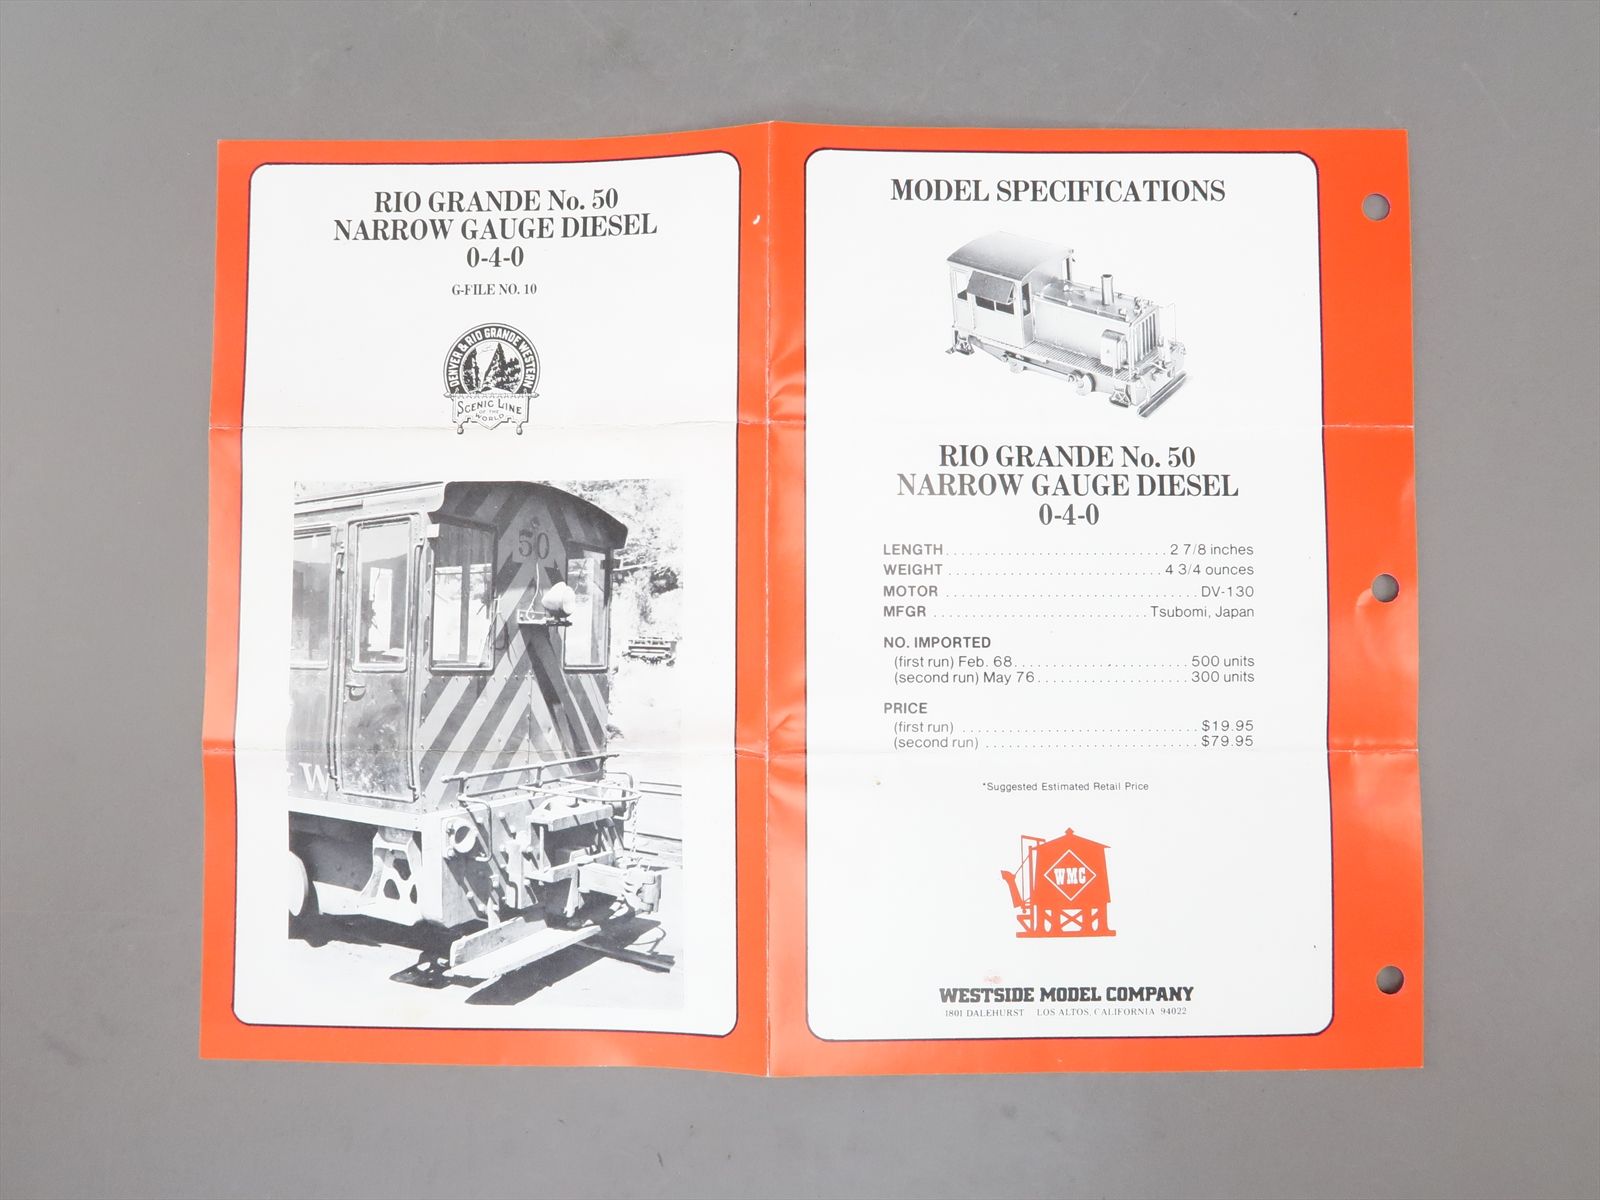 RIO GRANDE No. 50
NARROW GAUGE DIESEL
0-4-0
G-FILE NO. 10
DENVER & RIO GRANDE WESTERN
SCENIC LINE
OF THE
WORLD
50
W
MODEL SPECIFICATIONS
RIO GRANDE No. 50
NARROW GAUGE DIESEL
0-4-0
LENGTH............................2 7/8 inches
WEIGHT............................4 3/4 ounces
MOTOR................................DV-130
MFGR............................Tsubomi, Japan
NO. IMPORTED
(first run) Feb. 68.......................500 units
(second run) May 76....................300 units
PRICE
(first run) ...............................$19.95
(second run) ............................$79.95
*Suggested Estimated Retail Price
WMC
WESTSIDE MODEL COMPANY
1801 DALEHURST LOS ALTOS, CALIFORNIA 94022